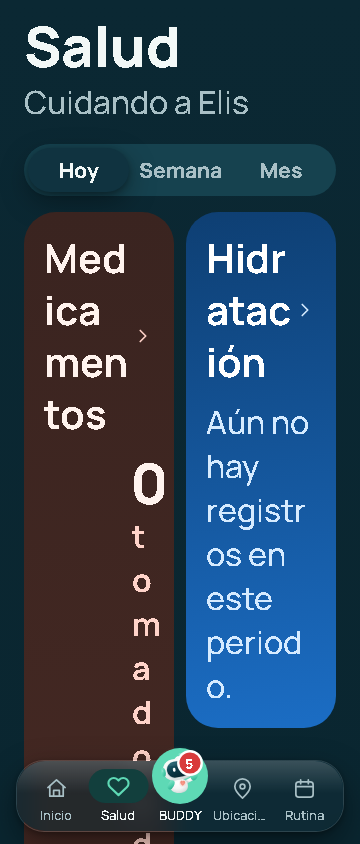 Salud
Cuidando a Elis
Hoy
Semana
Mes
Med
ica
men
tos
0
t
o
m
a
d
o
d
Hidr
atac
ión
Aún no
hay
registr
os en
este
period
o.
5
Inicio
Salud
BUDDY
Ubicaci...
Rutina